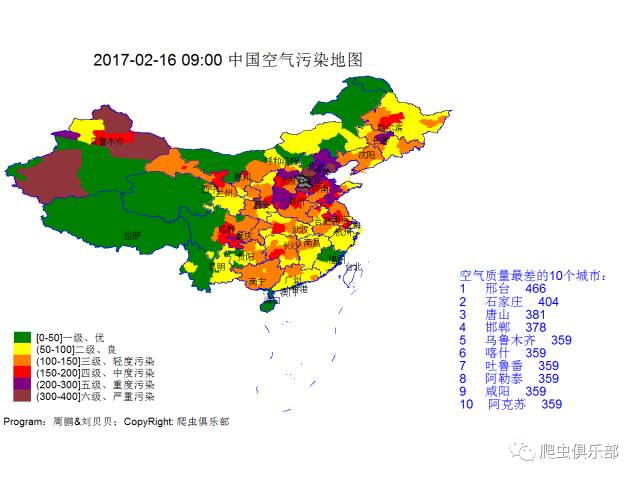 2017-02-16 09:00 中国空气污染地图
哈尔滨
乌鲁木齐
沈阳
呼和浩特
银川
兰州
西安
郑州
济南
合肥
成都
武汉
杭州
重庆
拉萨
长沙
南昌
贵阳
昆明
福州
台北
广州
南宁
澳门
海口
空气质量最差的10个城市:
1 邢台 466
2 石家庄 404
3 唐山 381
4 邯郸 378
5 乌鲁木齐 359
6 喀什 359
7 吐鲁番 359
8 阿勒泰 359
9 咸阳 359
10 阿克苏 359
[0-50]一级、优
(50-100]二级、良
(100-150]三级、轻度污染
(150-200]四级、中度污染
(200-300]五级、重度污染
(300-400]六级、严重污染
Program：周鹏&刘贝贝；CopyRight: 爬虫俱乐部
爬虫俱乐部